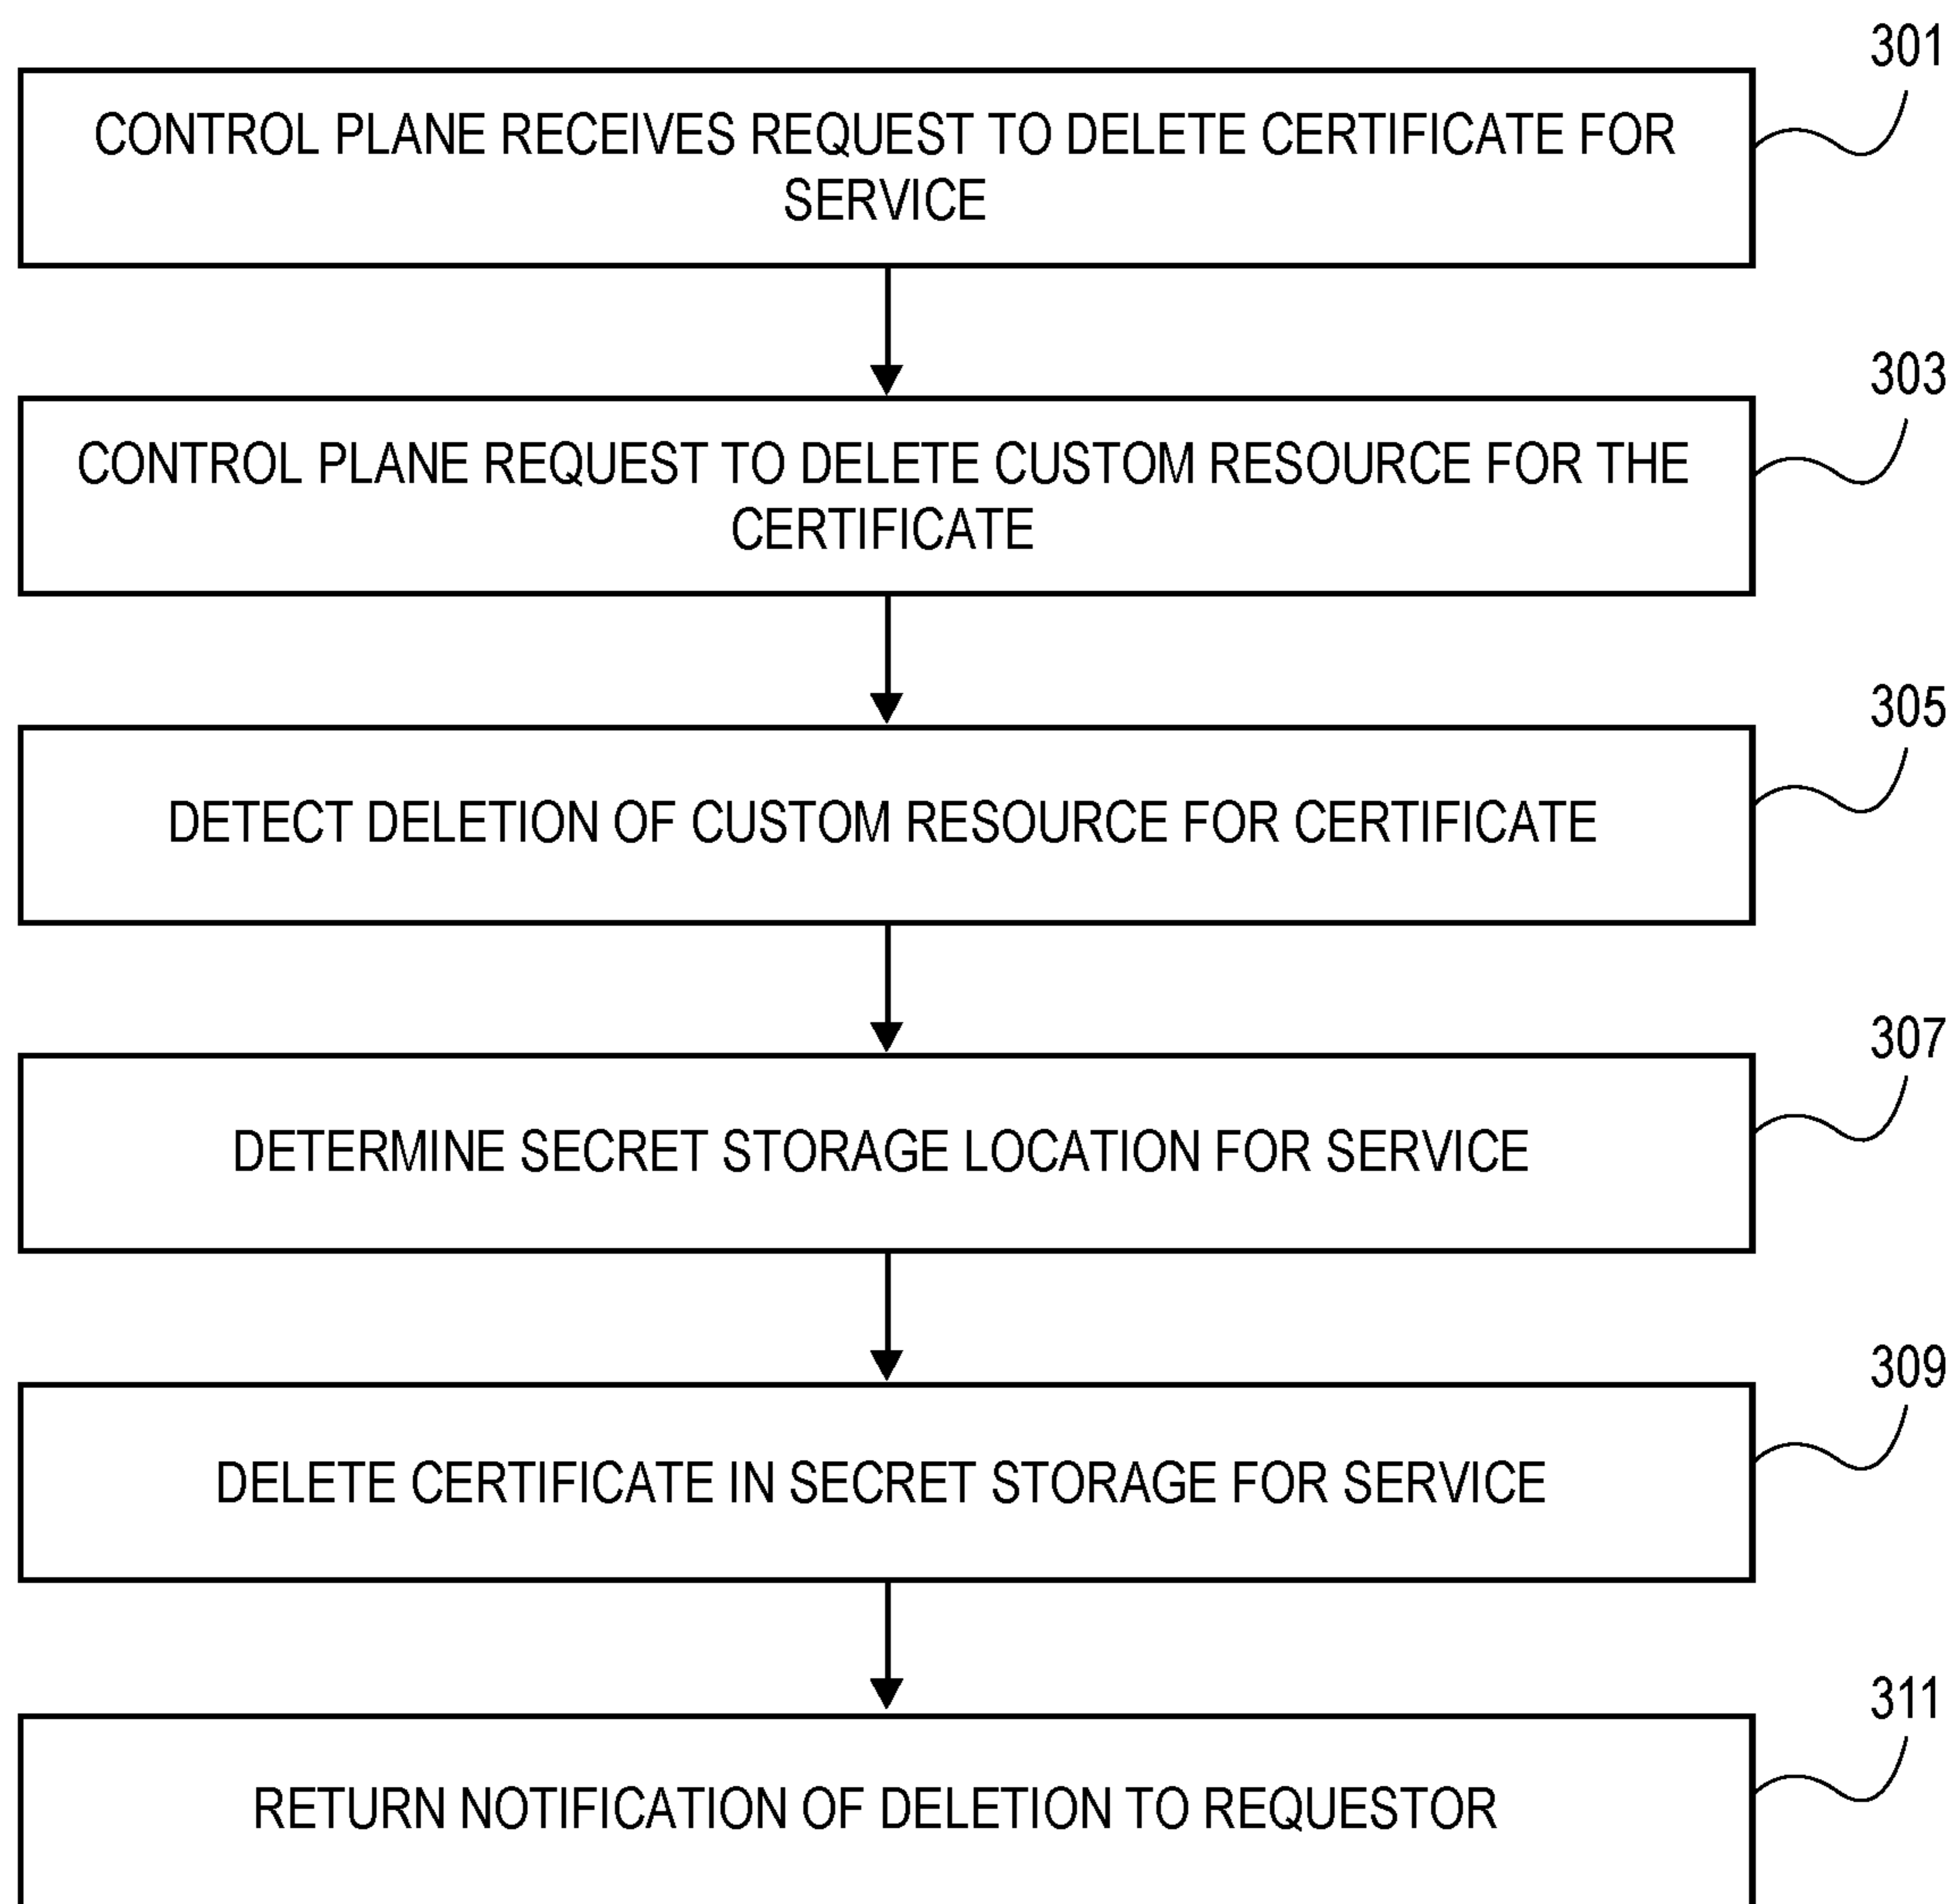 301
CONTROL PLANE RECEIVES REQUEST TO DELETE CERTIFICATE FOR
SERVICE
303
CONTROL PLANE REQUEST TO DELETE CUSTOM RESOURCE FOR THE
CERTIFICATE
305
DETECT DELETION OF CUSTOM RESOURCE FOR CERTIFICATE
307
DETERMINE SECRET STORAGE LOCATION FOR SERVICE
309
DELETE CERTIFICATE IN SECRET STORAGE FOR SERVICE
311
RETURN NOTIFICATION OF DELETION TO REQUESTOR